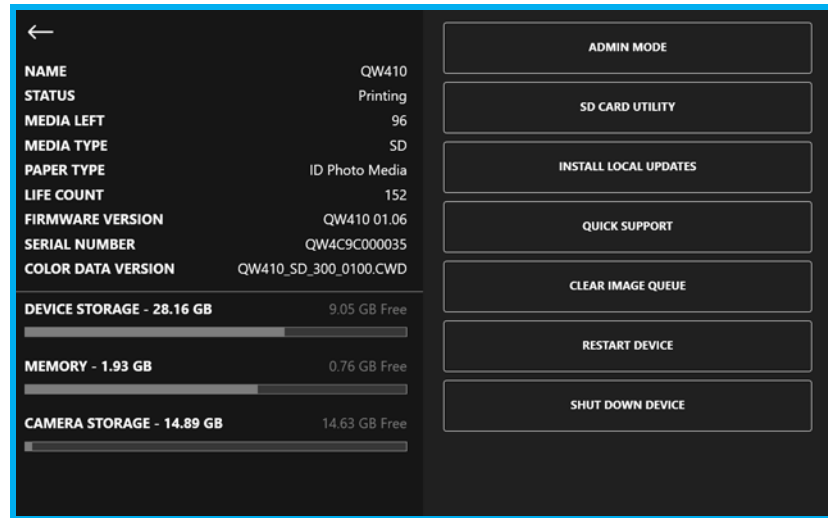 NAME QW410
STATUS Printing
MEDIA LEFT 96
MEDIA TYPE SD
PAPER TYPE ID Photo Media
LIFE COUNT 152
FIRMWARE VERSION QW410 01.06
SERIAL NUMBER QW4C9C000035
COLOR DATA VERSION QW410_SD_300_0100.CWD
DEVICE STORAGE - 28.16 GB 9.05 GB Free
MEMORY - 1.93 GB 0.76 GB Free
CAMERA STORAGE - 14.89 GB 14.63 GB Free
ADMIN MODE
SD CARD UTILITY
INSTALL LOCAL UPDATES
QUICK SUPPORT
CLEAR IMAGE QUEUE
RESTART DEVICE
SHUT DOWN DEVICE